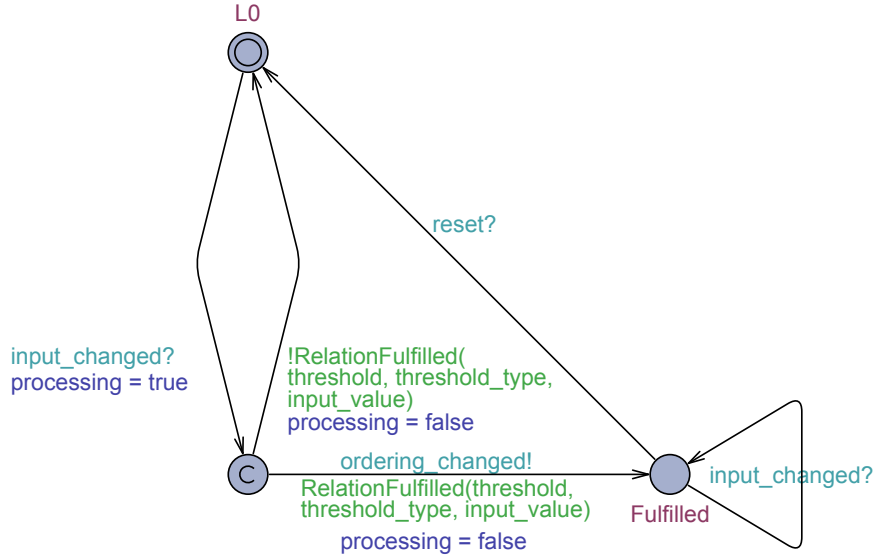 L0
reset?
input_changed?
processing = true
!RelationFulfilled(
threshold, threshold_type,
input_value)
processing = false
C
ordering_changed!
RelationFulfilled(threshold,
threshold_type, input_value)
processing = false
input_changed?
Fulfilled